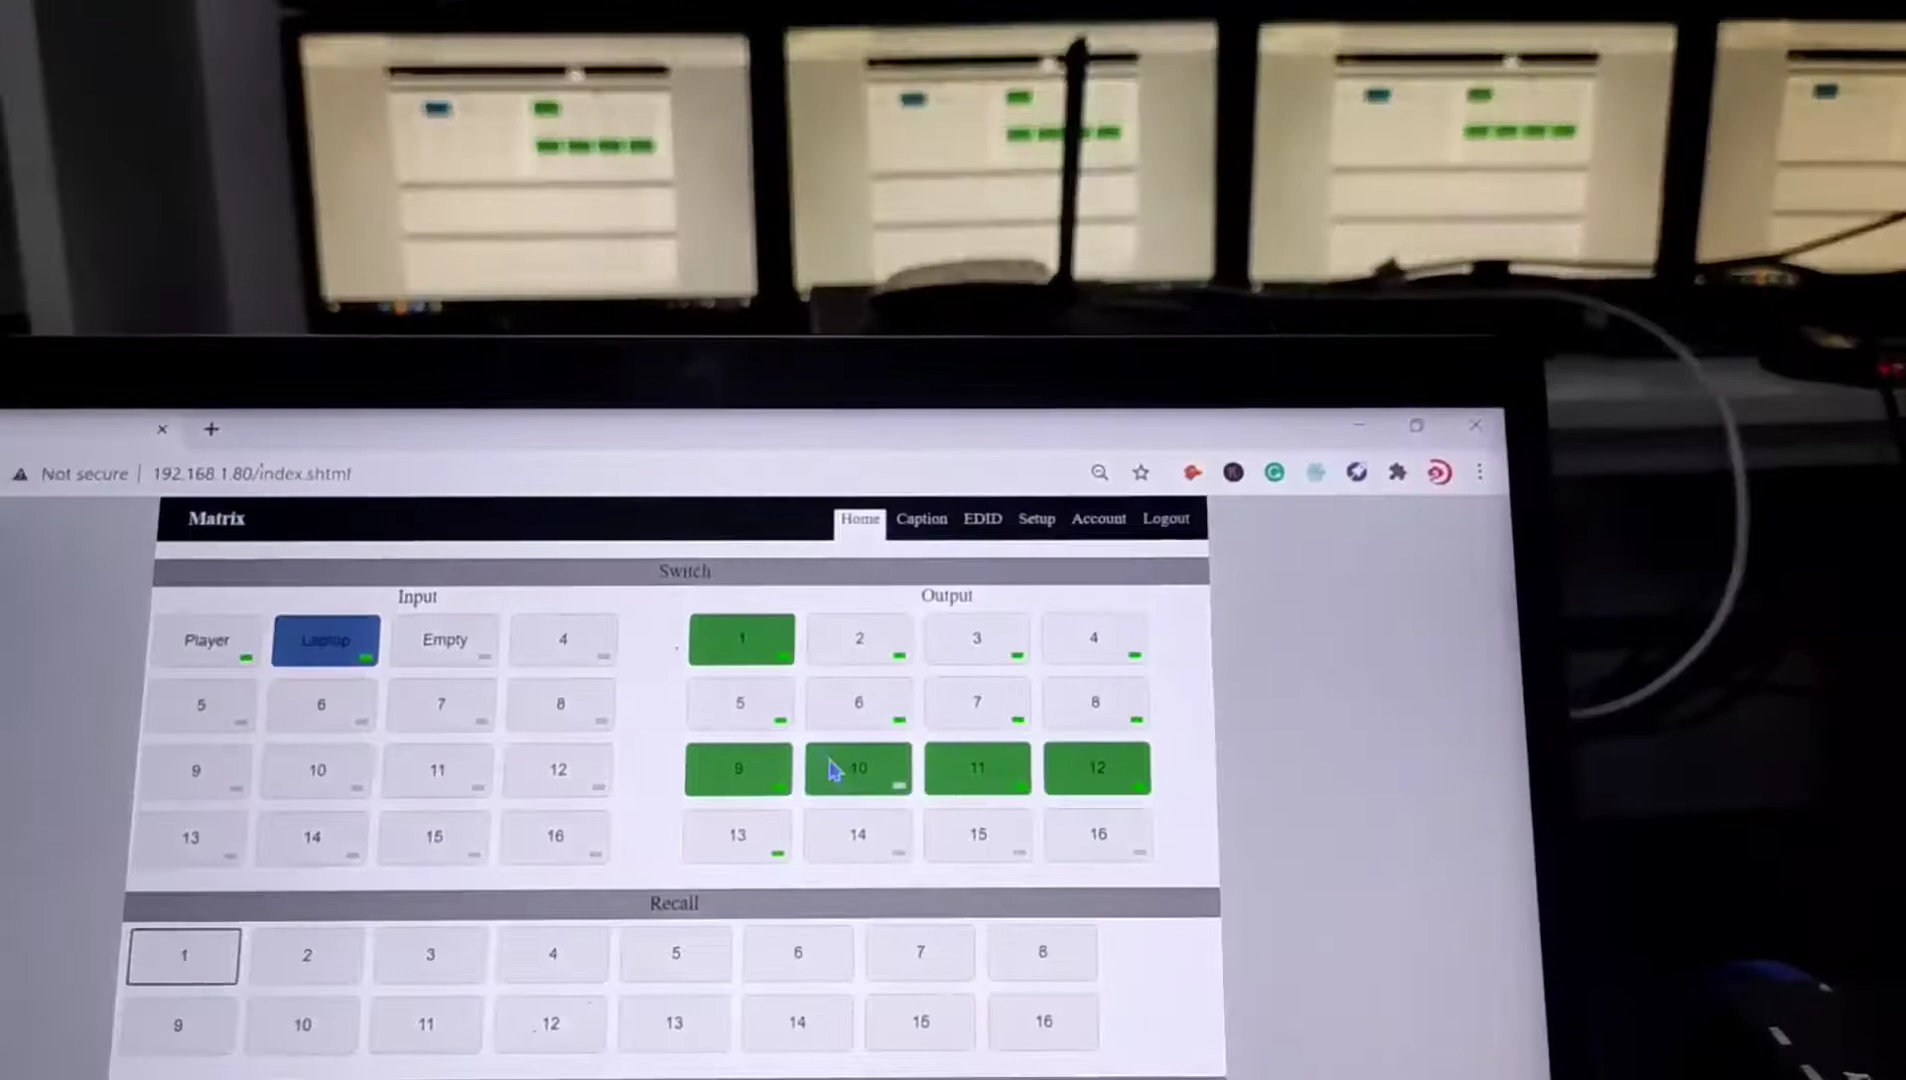 Not secure | 192.168.1.80/index.shtml
Matrix Home Caption EDID Setup Account Logout
Switch
Input Output
Player Laptop Empty 4 1 2 3 4
5 6 7 8 5 6 7 8
9 10 11 12 9 10 11 12
13 14 15 16 13 14 15 16
Recall
1 2 3 4 5 6 7 8
9 10 11 12 13 14 15 16